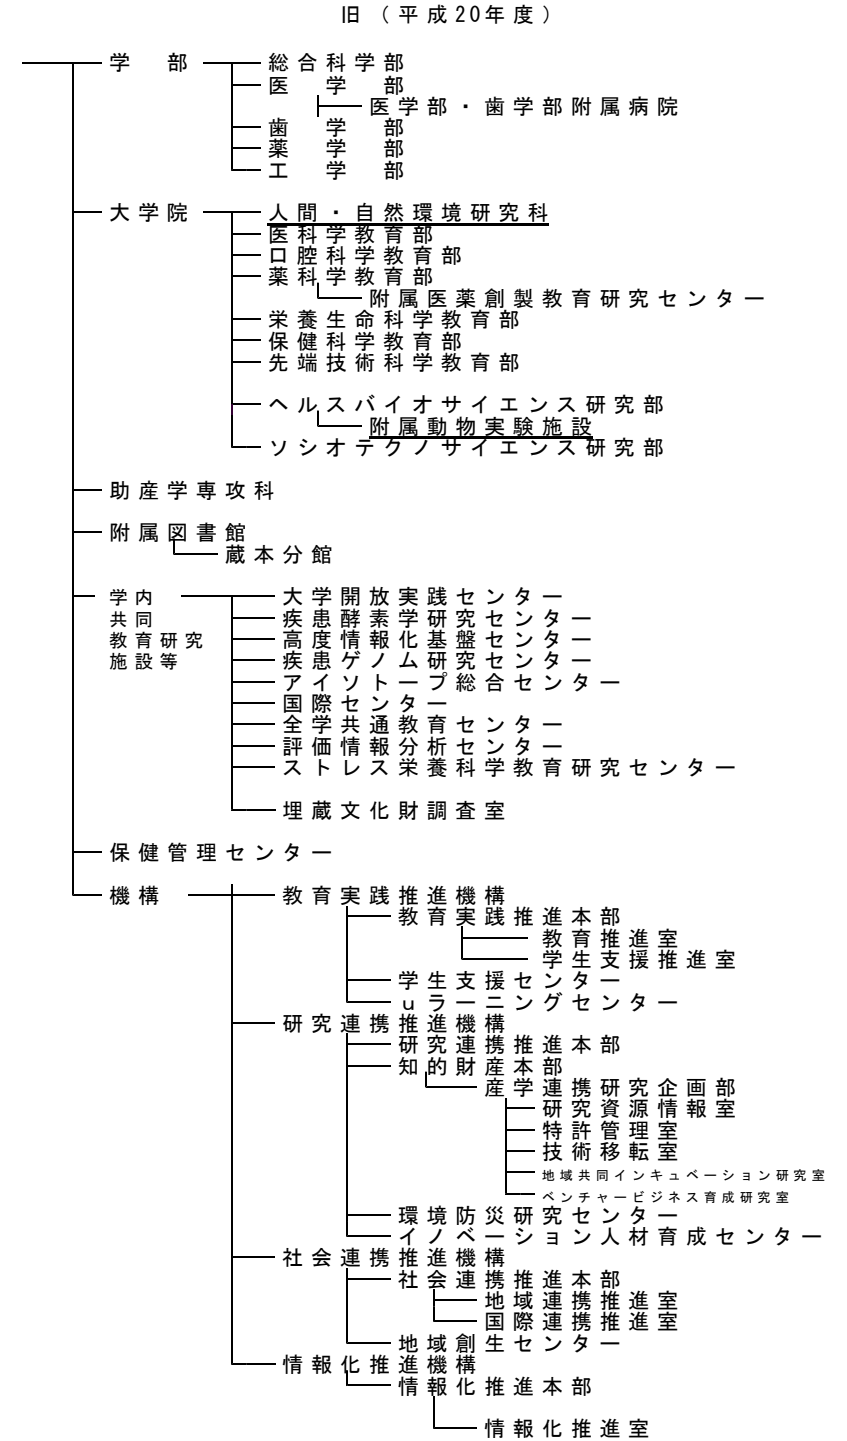 旧（平成20年度）
学　部　総合科学部
医学部
医学部・歯学部附属病院
歯学部
薬学部
工学部
大学院　人間・自然環境研究科
医科学教育部
口腔科学教育部
薬科学教育部
附属医薬創製教育研究センター
栄養生命科学教育部
保健科学教育部
先端技術科学教育部
ヘルスバイオサイエンス研究部
附属動物実験施設
ソシオテクノサイエンス研究部
助産学専攻科
附属図書館
蔵本分館
学内　大学開放実践センター
共同　疾患酵素学研究センター
教育研究　高度情報化基盤センター
施設等　疾患ゲノム研究センター
アイソトープ総合センター
国際センター
全学共通教育センター
評価情報分析センター
ストレス栄養科学教育研究センター
埋蔵文化財調査室
保健管理センター
機構　教育実践推進機構
教育実践推進本部
教育推進室
学生支援推進室
学生支援センター
uラーニングセンター
研究連携推進機構
研究連携推進本部
知的財産本部
産学連携研究企画部
研究資源情報室
特許管理室
技術移転室
地域共同インキュベーション研究室
ベンチャービジネス育成研究室
環境防災研究センター
イノベーション人材育成センター
社会連携推進機構
社会連携推進本部
地域連携推進室
国際連携推進室
地域創生センター
情報化推進機構
情報化推進本部
情報化推進室